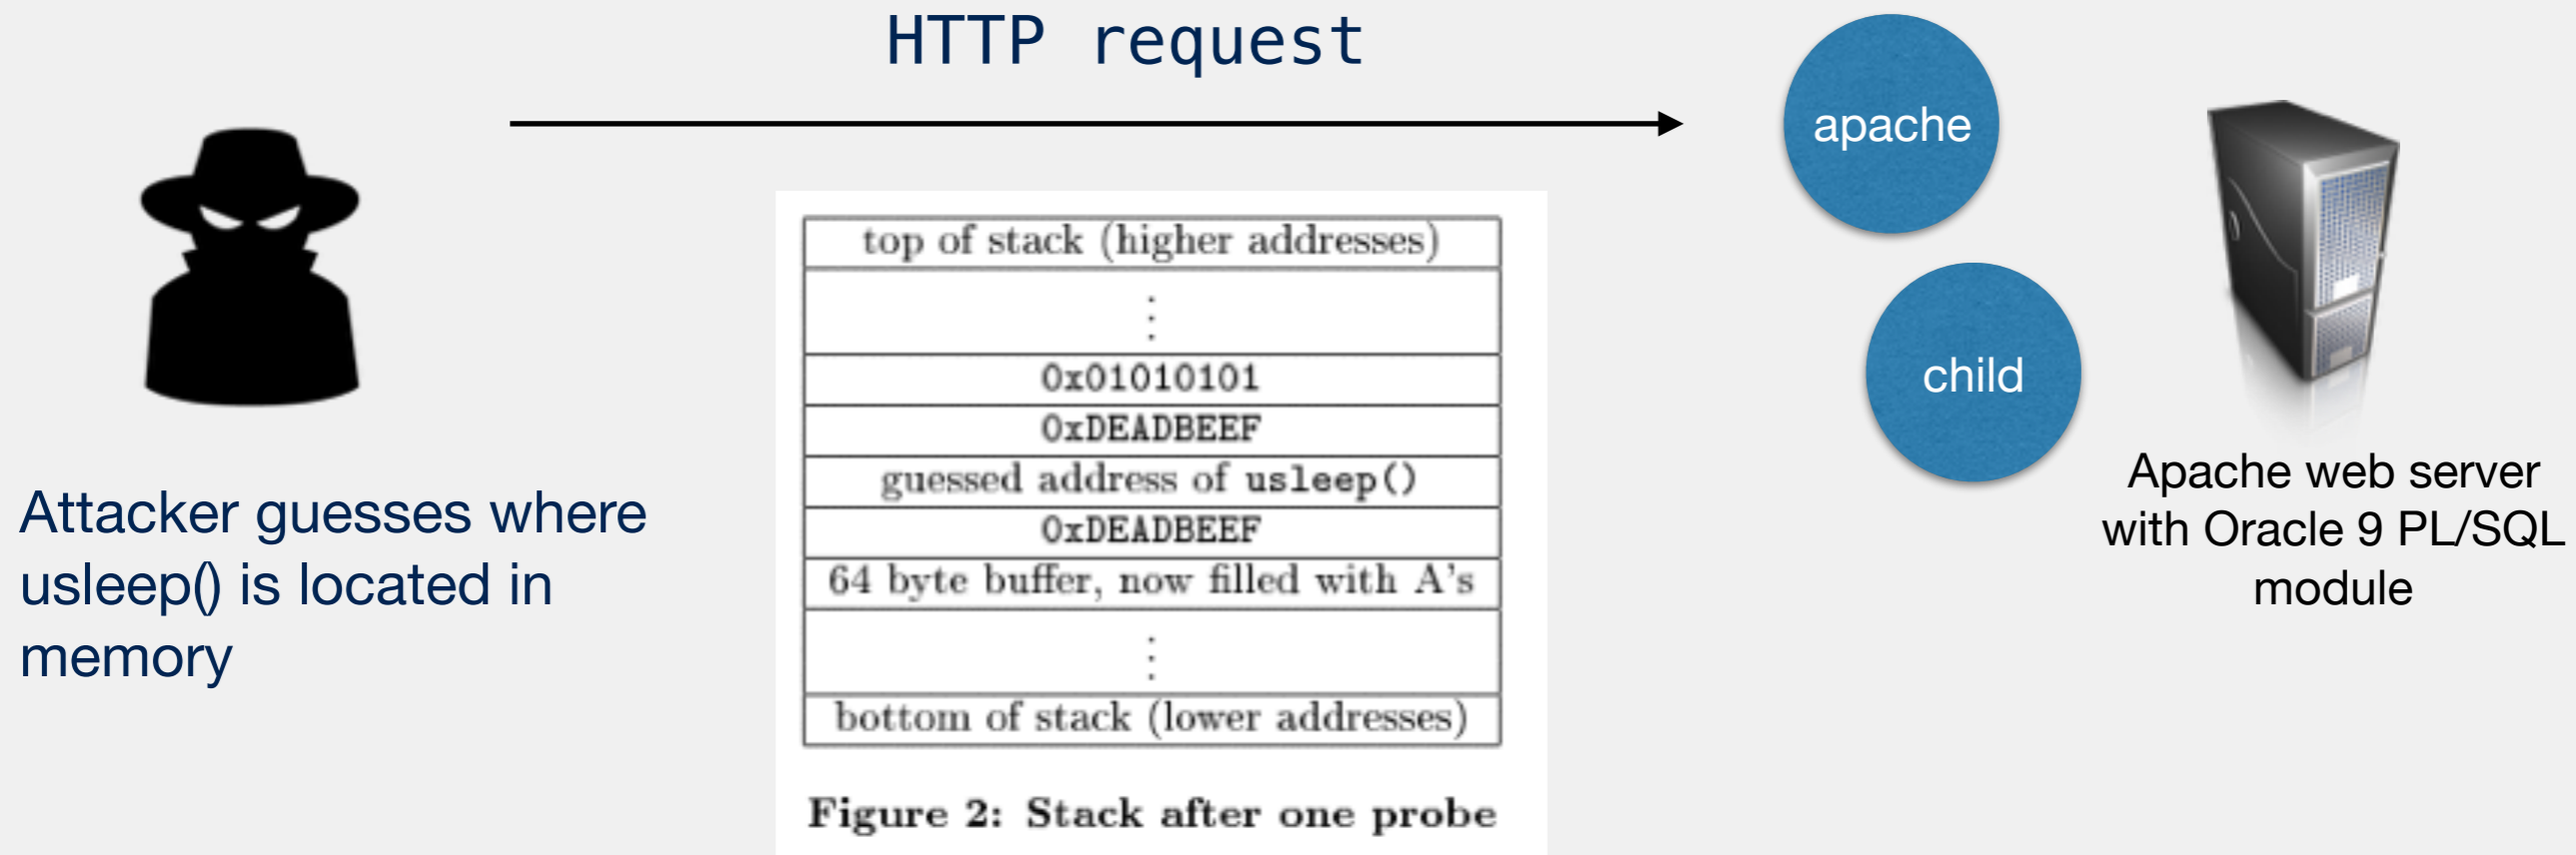 HTTP request
apache
child
Attacker guesses where
usleep() is located in
memory
top of stack (higher addresses)
⋮
0x01010101
0xDEADBEEF
guessed address of usleep()
0xDEADBEEF
64 byte buffer, now filled with A's
⋮
bottom of stack (lower addresses)
Figure 2: Stack after one probe
Apache web server
with Oracle 9 PL/SQL
module